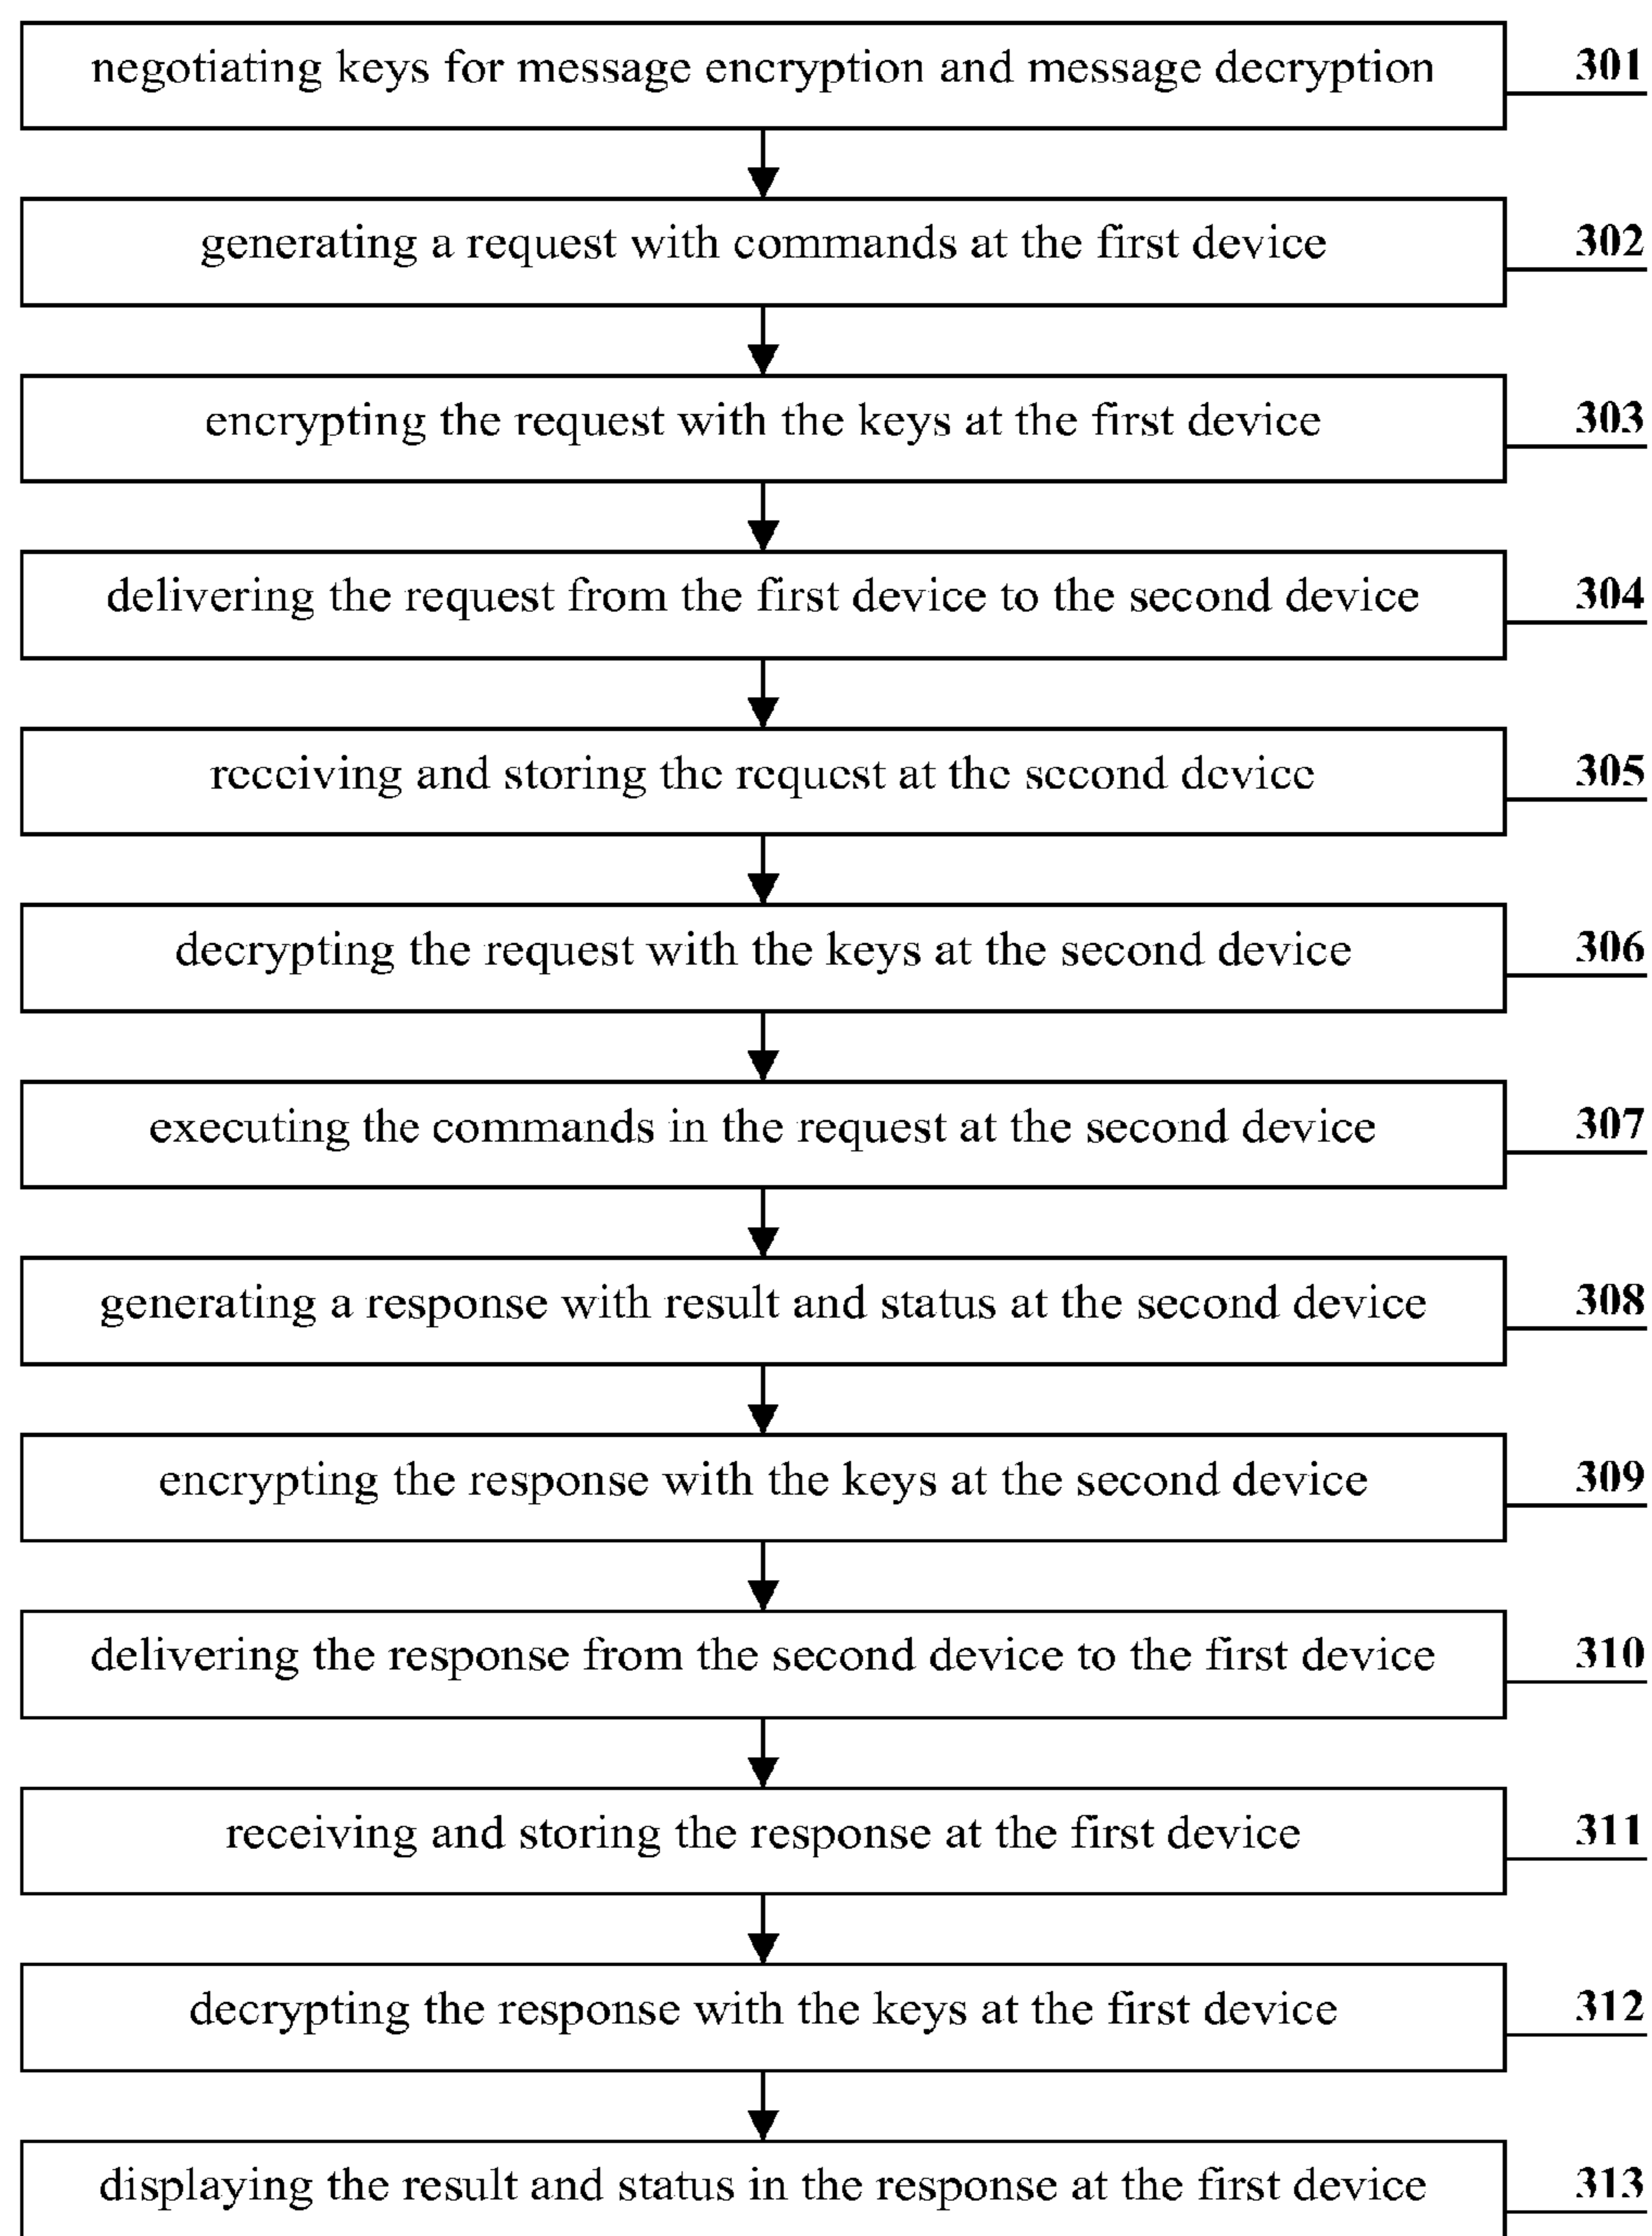 negotiating keys for message encryption and message decryption 301
generating a request with commands at the first device 302
encrypting the request with the keys at the first device 303
delivering the request from the first device to the second device 304
receiving and storing the request at the second device 305
decrypting the request with the keys at the second device 306
executing the commands in the request at the second device 307
generating a response with result and status at the second device 308
encrypting the response with the keys at the second device 309
delivering the response from the second device to the first device 310
receiving and storing the response at the first device 311
decrypting the response with the keys at the first device 312
displaying the result and status in the response at the first device 313